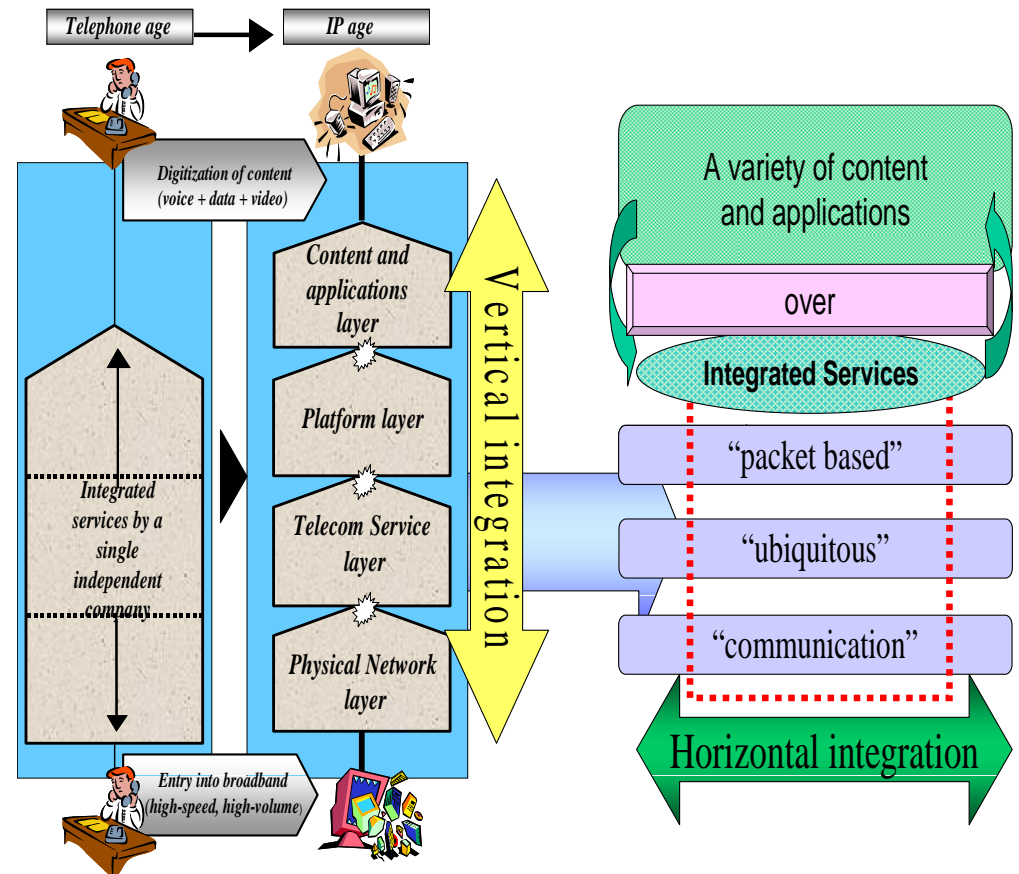 Telephone age
IP age
Digitization of content
(voice + data + video)
Content and
applications
layer
Platform layer
Telecom Service
layer
Physical Network
layer
Integrated
services by a
single
independent
company
Entry into broadband
(high-speed, high-volume)
Vertical integration
A variety of content
and applications
over
Integrated Services
“packet based”
“ubiquitous”
“communication”
Horizontal integration